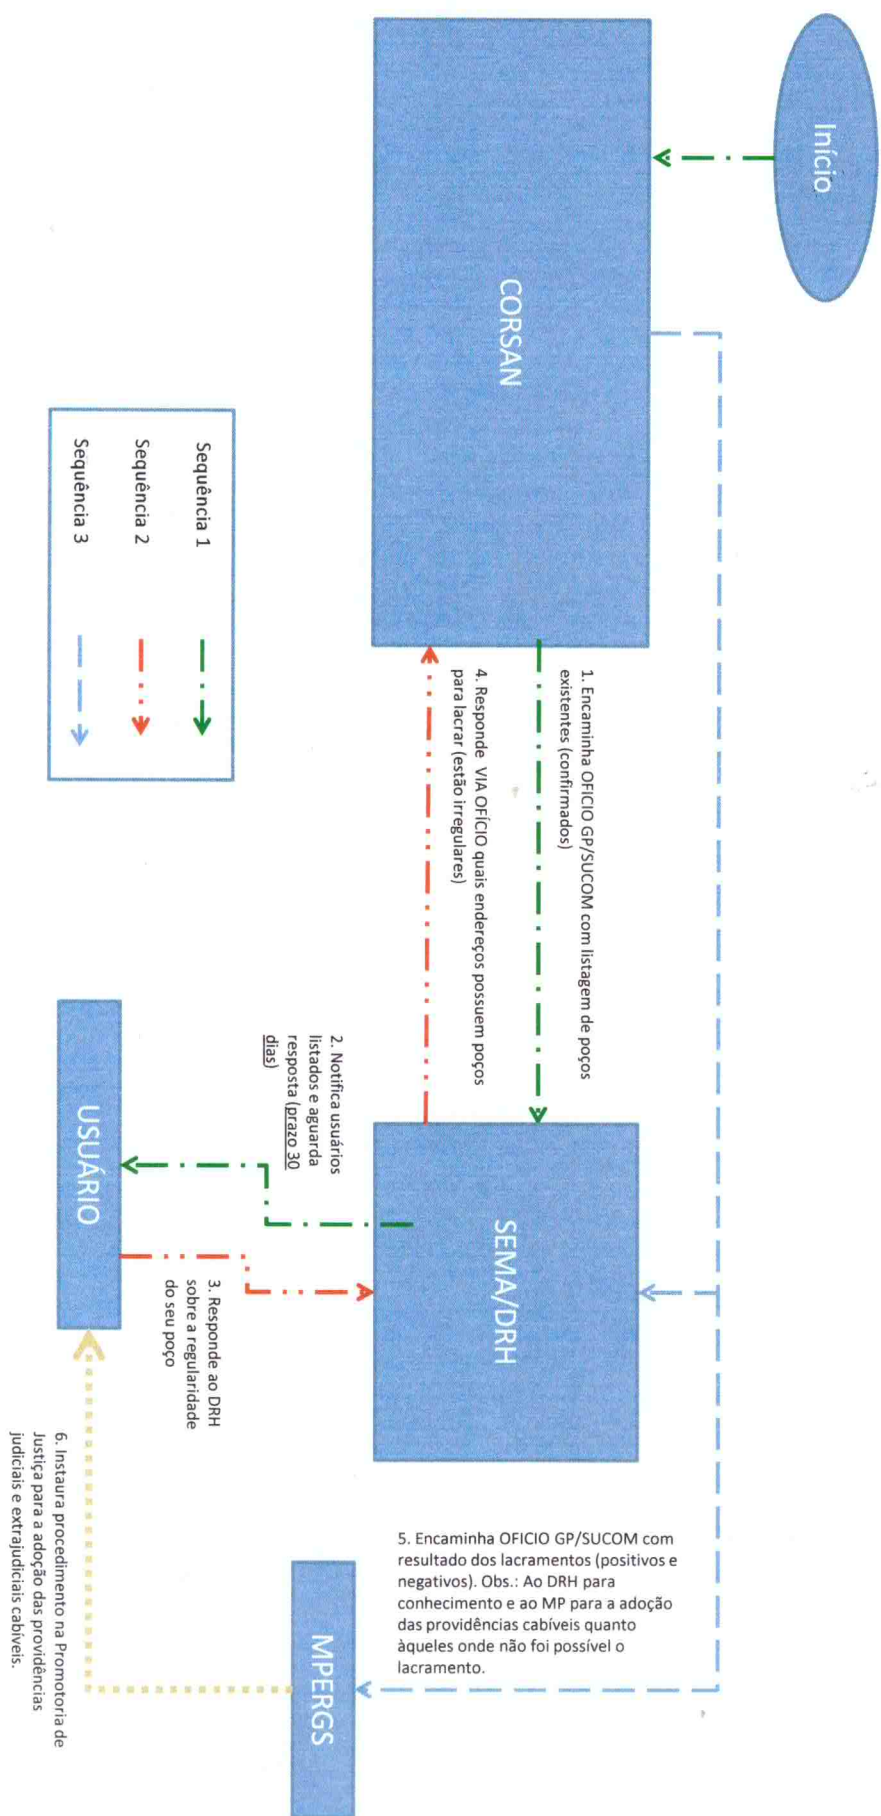 Início
CORSAN
1. Encaminha OFICIO GP/SUCOM com listagem de poços
existentes (confirmados)
4. Responde VIA OFÍCIO quais endereços possuem poços
para lacrar (estão irregulares)
SEMA/DRH
2. Notifica usuários
listados e aguarda
resposta (prazo 30
dias)
3. Responde ao DRH
sobre a regularidade
do seu poço
USUÁRIO
5. Encaminha OFICIO GP/SUCOM com
resultado dos lacramentos (positivos e
negativos). Obs.: Ao DRH para
conhecimento e ao MP para a adoção
das providências cabíveis quanto
àqueles onde não foi possível o
lacramento.
MPERGS
6. Instaura procedimento na Promotoria de
Justiça para a adoção das providências
judiciais e extrajudiciais cabíveis.
Sequência 1
Sequência 2
Sequência 3